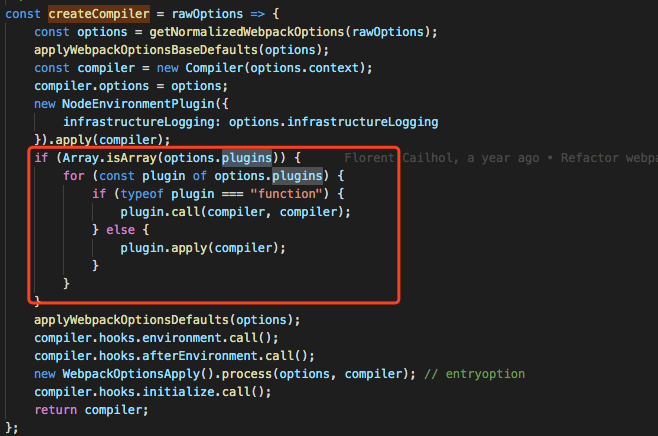 const createCompiler = rawOptions => {
const options = getNormalizedWebpackOptions(rawOptions);
applyWebpackOptionsBaseDefaults(options);
const compiler = new Compiler(options.context);
compiler.options = options;
new NodeEnvironmentPlugin({
infrastructureLogging: options.infrastructureLogging
}).apply(compiler);
if (Array.isArray(options.plugins)) { Florent Cailhol, a year ago • Refactor webpa
for (const plugin of options.plugins) {
if (typeof plugin === "function") {
plugin.call(compiler, compiler);
} else {
plugin.apply(compiler);
}
}
}
applyWebpackOptionsDefaults(options);
compiler.hooks.environment.call();
compiler.hooks.afterEnvironment.call();
new WebpackOptionsApply().process(options, compiler); // entryoption
compiler.hooks.initialize.call();
return compiler;
};